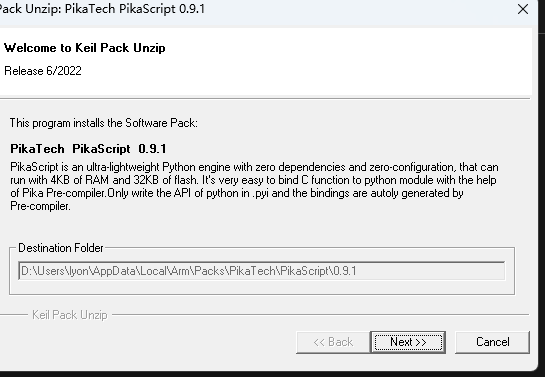 Pack Unzip: PikaTech PikaScript 0.9.1
Welcome to Keil Pack Unzip
Release 6/2022
This program installs the Software Pack:
PikaTech PikaScript 0.9.1
PikaScript is an ultra-lightweight Python engine with zero dependencies and zero-configuration, that can
run with 4KB of RAM and 32KB of flash. It's very easy to bind C function to python module with the help
of Pika Pre-compiler.Only write the API of python in .pyi and the bindings are autoly generated by
Pre-compiler.
Destination Folder
D:\Users\lyon\AppData\Local\Arm\Packs\PikaTech\PikaScript\0.9.1
Keil Pack Unzip
<< Back
Next >>
Cancel